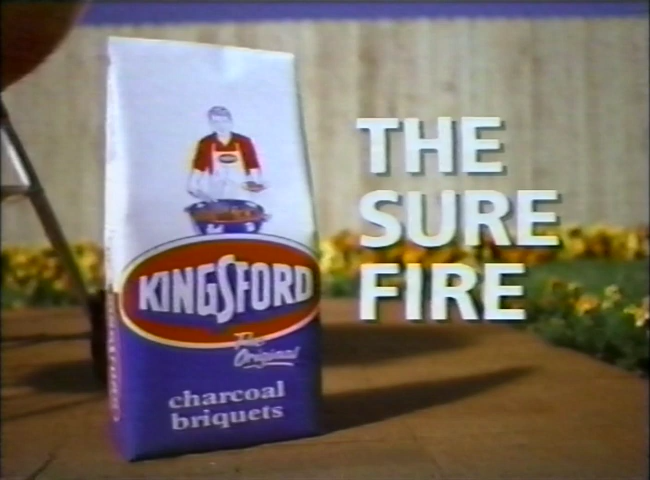 KINGSFORD
The
Original
charcoal
briquets
THE
SURE
FIRE